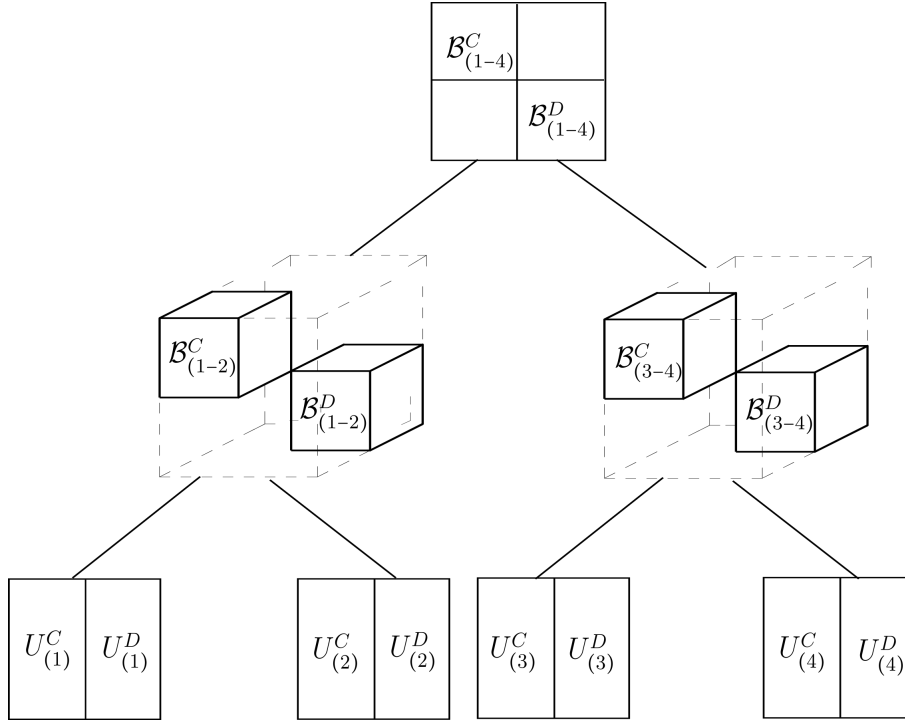 𝓑^C_(1–4)
𝓑^D_(1–4)
𝓑^C_(1–2)
𝓑^D_(1–2)
𝓑^C_(3–4)
𝓑^D_(3–4)
U^C_(1) U^D_(1) U^C_(2) U^D_(2) U^C_(3) U^D_(3) U^C_(4) U^D_(4)